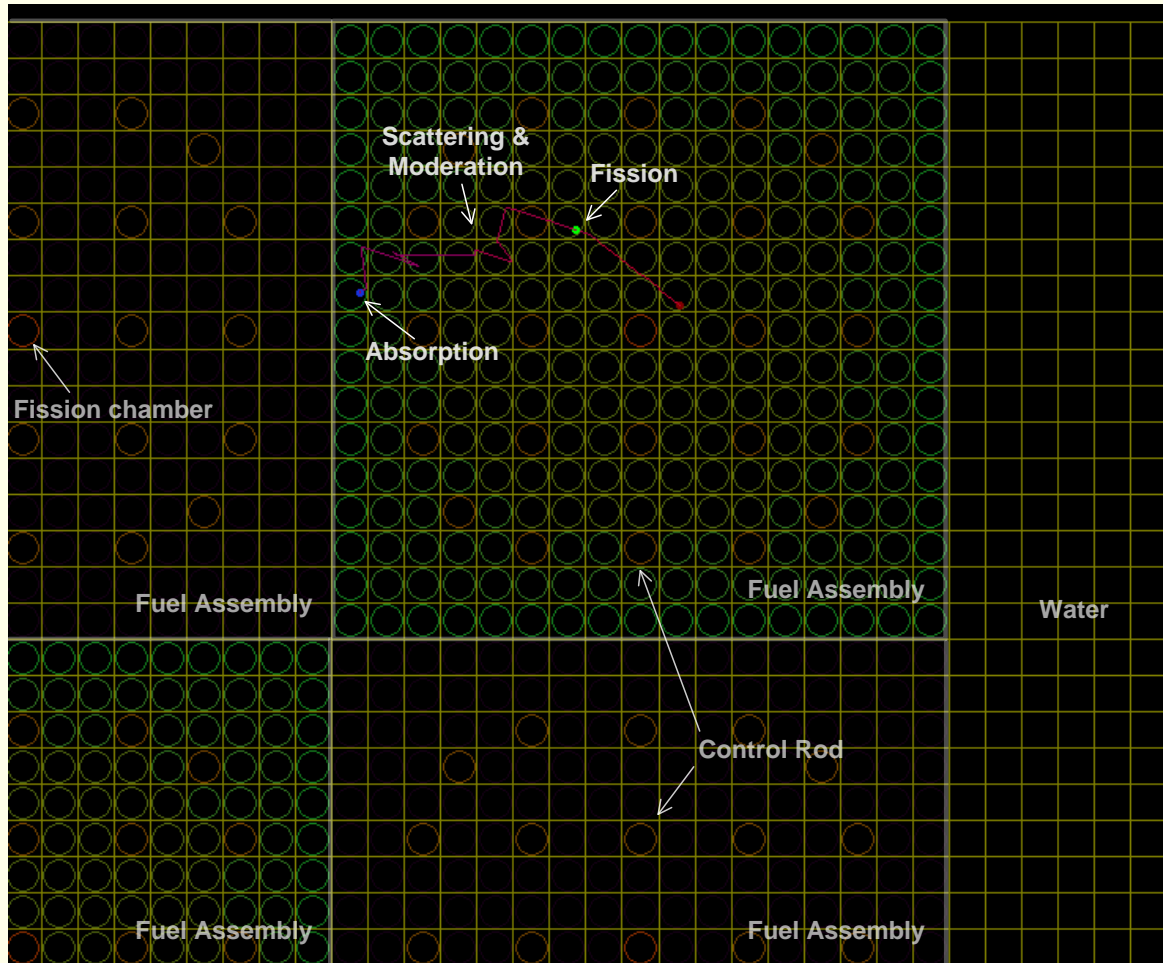 Scattering &
Moderation
Fission
Absorption
Fission chamber
Fuel Assembly
Fuel Assembly
Water
Control Rod
Fuel Assembly
Fuel Assembly